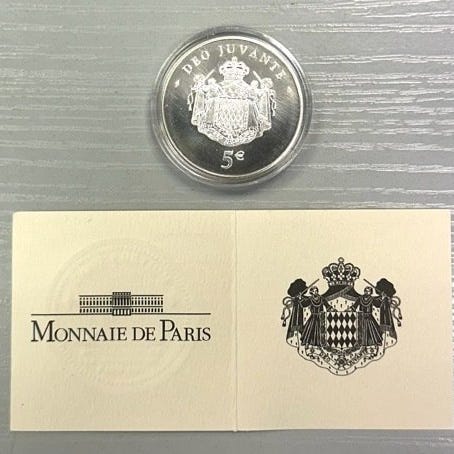 DEO JUVANTE
5€
MONNAIE DE PARIS